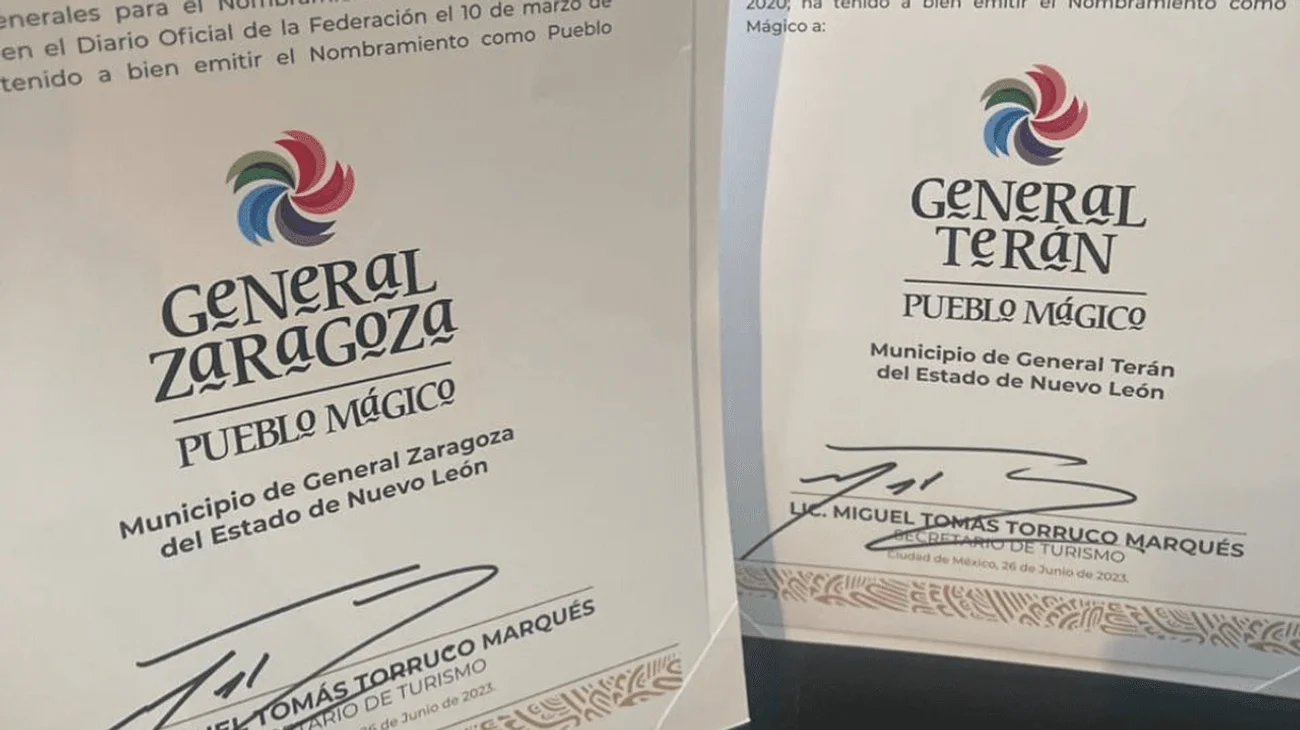 enerales para el
en el Diario Oficial de la Federación el 10 de marzo de
tenido a bien emitir el Nombramiento como Pueblo
GENERAL
ZARAGOZA
PUEBLO MÁGICO
Municipio de General Zaragoza
del Estado de Nuevo León
TOMÁS TORRUCO MARQUÉS
DE TURISMO
de Junio de 2023.
2020, ha tenido a bien emitir el Nombramiento como
Mágico a:
GENERAL
TERÁN
PUEBLO MÁGICO
Municipio de General Terán
del Estado de Nuevo León
LIC. MIGUEL TOMÁS TORRUCO MARQUÉS
SECRETARIO DE TURISMO
Ciudad de México, 26 de Junio de 2023.